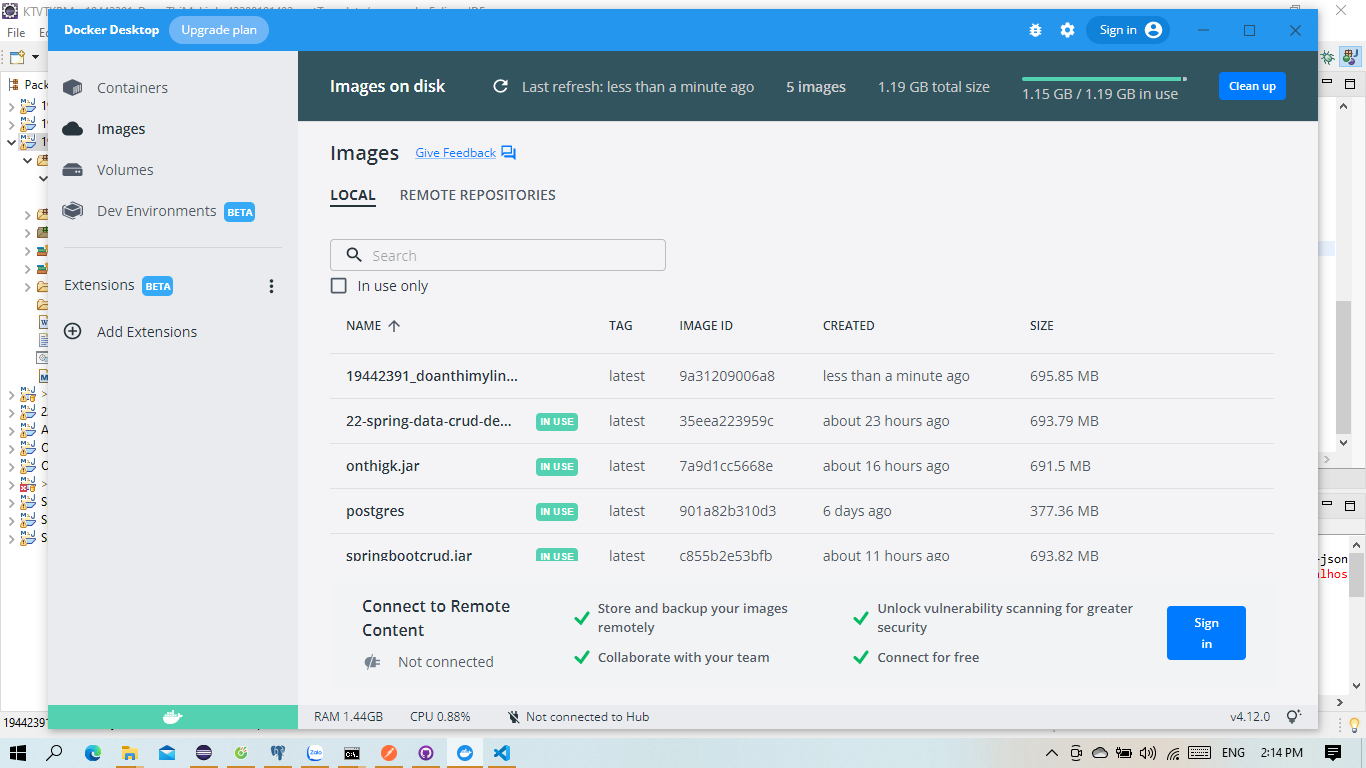 Docker Desktop
Upgrade plan
Sign in
File
Pack
Containers
Images
Volumes
Dev Environments BETA
Extensions BETA
Add Extensions
Images on disk
Last refresh: less than a minute ago
5 images
1.19 GB total size
1.15 GB / 1.19 GB in use
Clean up
Images
Give Feedback
LOCAL
REMOTE REPOSITORIES
Search
In use only
NAME TAG IMAGE ID CREATED SIZE
19442391_doanthimylin... latest 9a31209006a8 less than a minute ago 695.85 MB
22-spring-data-crud-de... IN USE latest 35eea223959c about 23 hours ago 693.79 MB
onthigk.jar IN USE latest 7a9d1cc5668e about 16 hours ago 691.5 MB
postgres IN USE latest 901a82b310d3 6 days ago 377.36 MB
springbootcrud.jar IN USE latest c855b2e53bfb about 11 hours ago 693.82 MB
Connect to Remote
Content
Not connected
Store and backup your images
remotely
Collaborate with your team
Unlock vulnerability scanning for greater
security
Connect for free
Sign
in
-json
alhos
RAM 1.44GB
CPU 0.88%
Not connected to Hub
v4.12.0
1944239
Zalo
ENG
2:14 PM